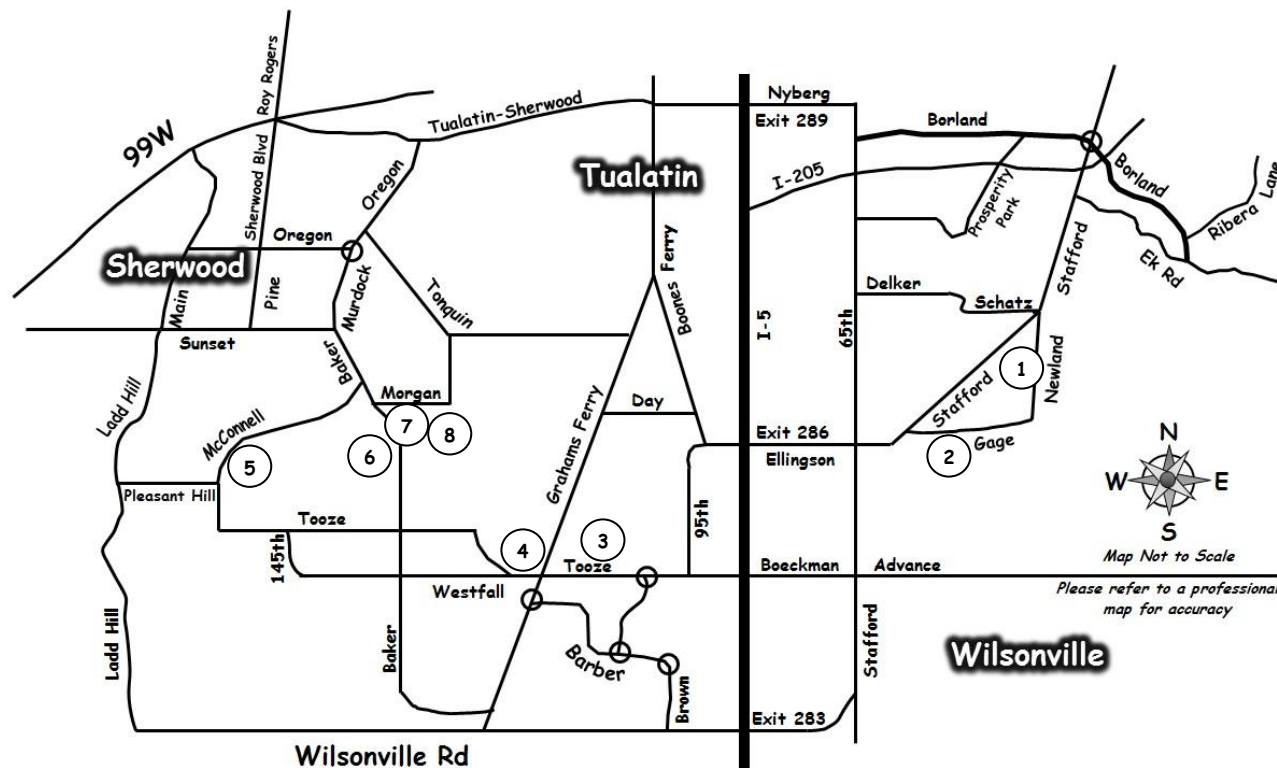 Roy Rogers
99W
Tualatin-Sherwood
Nyberg
Exit 289
Borland
Sherwood Blvd
Oregon
Tualatin
I-205
Prosperity
Park
Borland
Ribera
Lane
Oregon
Sherwood
Main
Pine
Murdock
Tonquin
Boones Ferry
I-5
65th
Delker
Schatz
Stafford
Ek Rd
Sunset
Baker
Ladd Hill
McConnell
Morgan
7
8
6
5
Grahams Ferry
Day
Exit 286
Ellingson
Stafford
1
Newland
2
Gage
Pleasant Hill
Tooze
145th
4
3
95th
N
W
E
S
Westfall
Tooze
Boeckman
Advance
Map Not to Scale
Please refer to a professional
map for accuracy
Ladd Hill
Baker
Barber
Brown
Stafford
Wilsonville
Exit 283
Wilsonville Rd